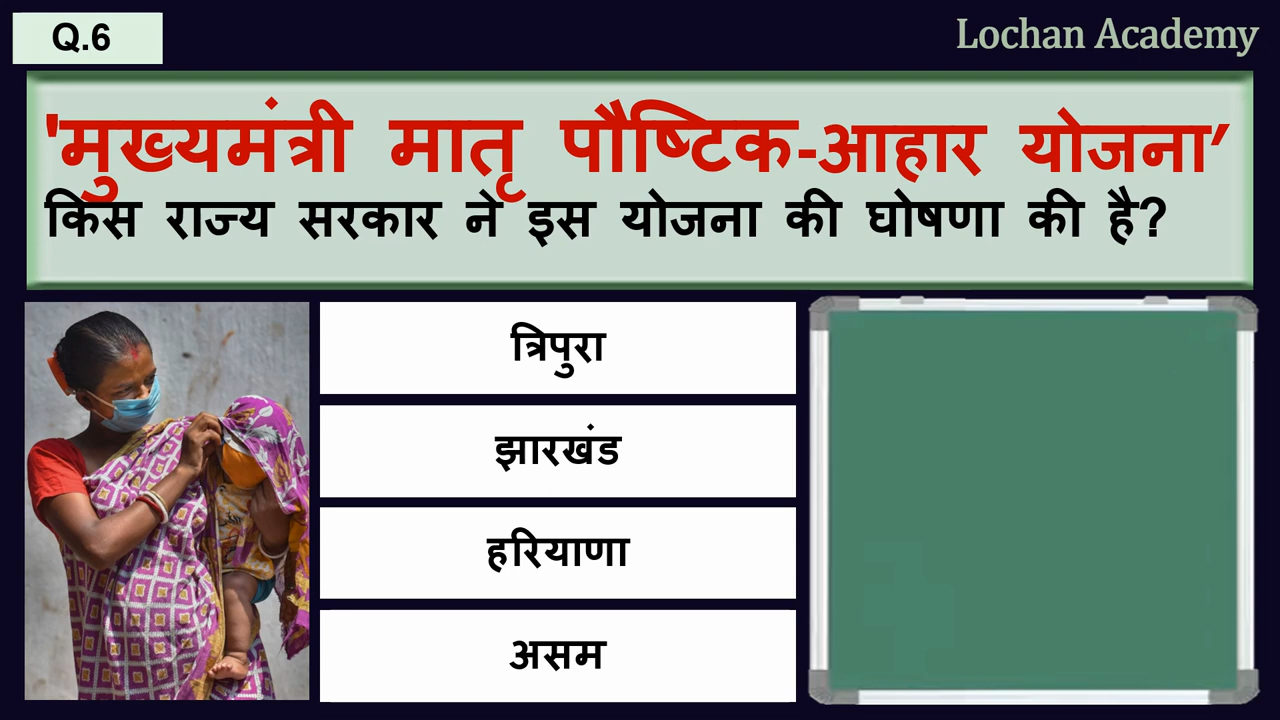 Q.6
Lochan Academy
'मुख्यमंत्री मातृ पौष्टिक-आहार योजना’
किस राज्य सरकार ने इस योजना की घोषणा की है?
त्रिपुरा
झारखंड
हरियाणा
असम